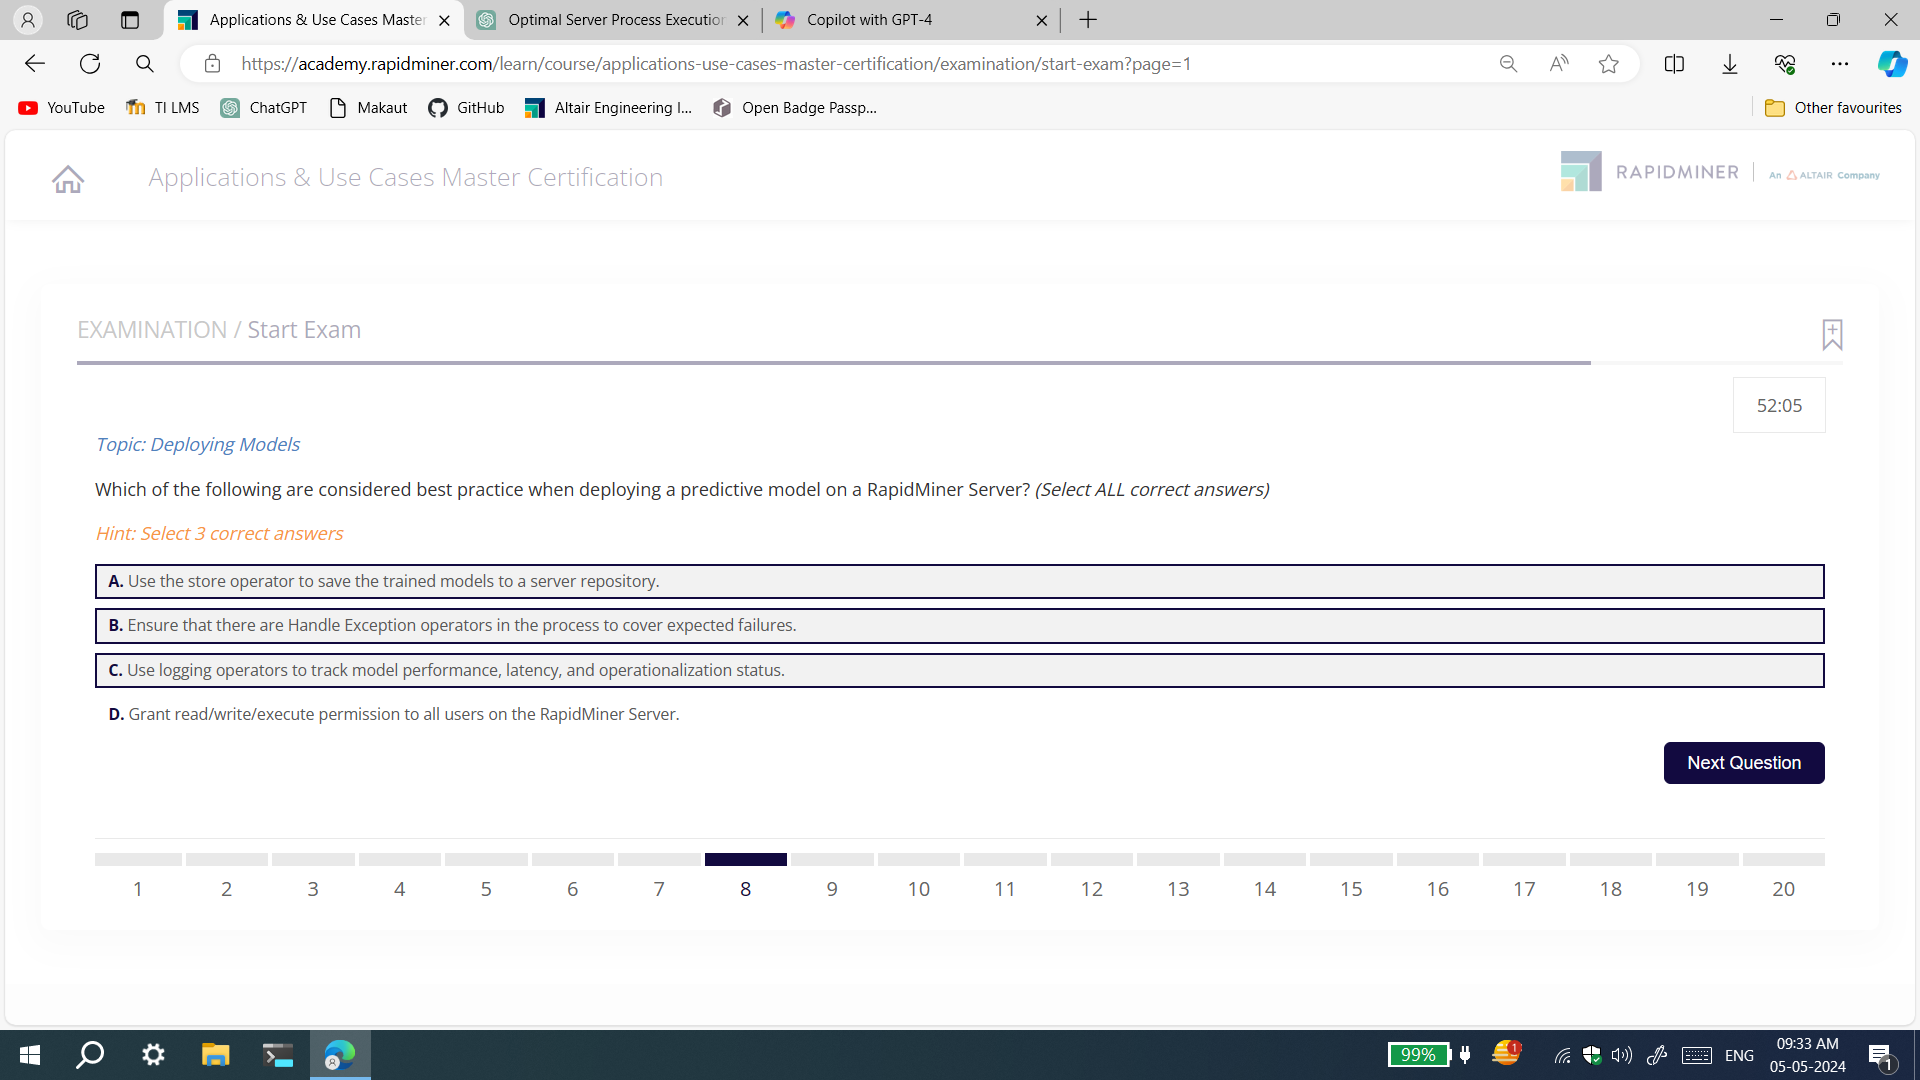 Applications & Use Cases Master
Optimal Server Process Execution
Copilot with GPT-4
https://academy.rapidminer.com/learn/course/applications-use-cases-master-certification/examination/start-exam?page=1
YouTube
TI LMS
ChatGPT
Makaut
GitHub
Altair Engineering I...
Open Badge Passp...
Other favourites
Applications & Use Cases Master Certification
RAPIDMINER
An ALTAIR Company
EXAMINATION / Start Exam
52:05
Topic: Deploying Models
Which of the following are considered best practice when deploying a predictive model on a RapidMiner Server? (Select ALL correct answers)
Hint: Select 3 correct answers
A. Use the store operator to save the trained models to a server repository.
B. Ensure that there are Handle Exception operators in the process to cover expected failures.
C. Use logging operators to track model performance, latency, and operationalization status.
D. Grant read/write/execute permission to all users on the RapidMiner Server.
Next Question
1 2 3 4 5 6 7 8 9 10 11 12 13 14 15 16 17 18 19 20
99%
1
ENG
09:33 AM
05-05-2024
1